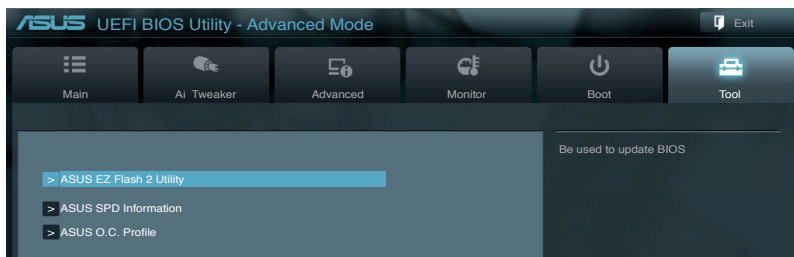 ASUS UEFI BIOS Utility - Advanced Mode
Exit
Main
Ai Tweaker
Advanced
Monitor
Boot
Tool
Be used to update BIOS
> ASUS EZ Flash 2 Utility
> ASUS SPD Information
> ASUS O.C. Profile